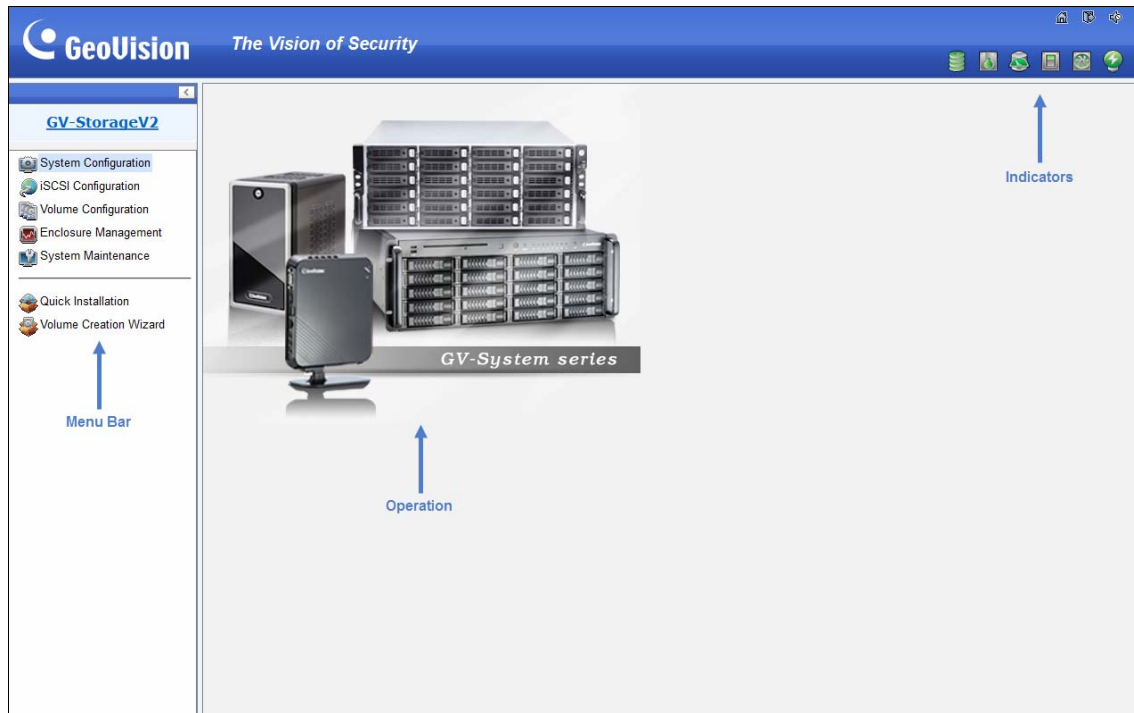 GeoVision
The Vision of Security
GV-StorageV2
System Configuration
iSCSI Configuration
Volume Configuration
Enclosure Management
System Maintenance
Quick Installation
Volume Creation Wizard
Menu Bar
GV-System series
Operation
Indicators